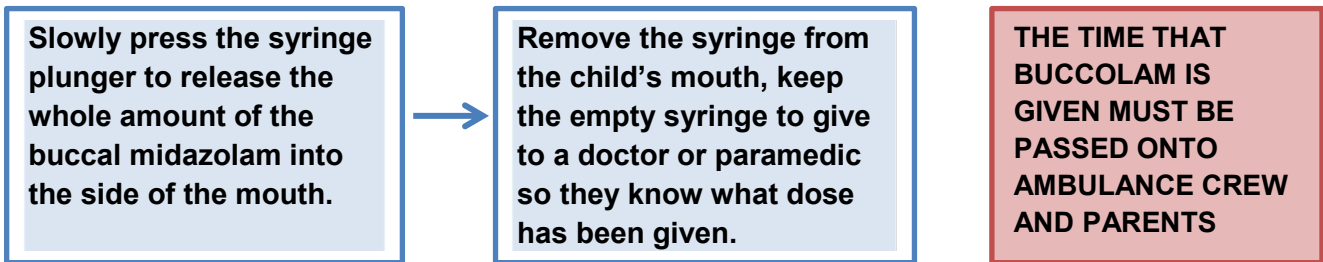 Slowly press the syringe
plunger to release the
whole amount of the
buccal midazolam into
the side of the mouth.
Remove the syringe from
the child’s mouth, keep
the empty syringe to give
to a doctor or paramedic
so they know what dose
has been given.
THE TIME THAT
BUCCOLAM IS
GIVEN MUST BE
PASSED ONTO
AMBULANCE CREW
AND PARENTS